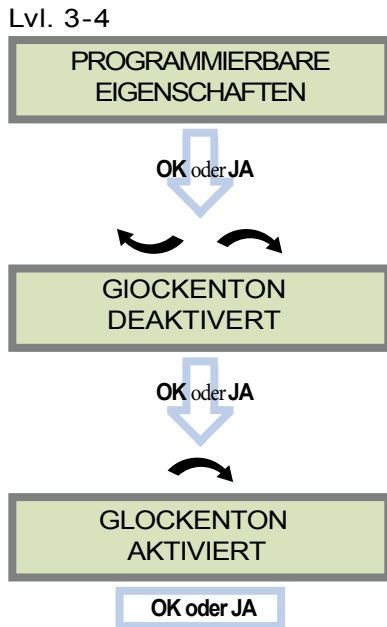 Lvl. 3-4
PROGRAMMIERBARE
EIGENSCHAFTEN
OK oder JA
GIOCKENTON
DEAKTIVERT
OK oder JA
GLOCKENTON
AKTIVIERT
OK oder JA